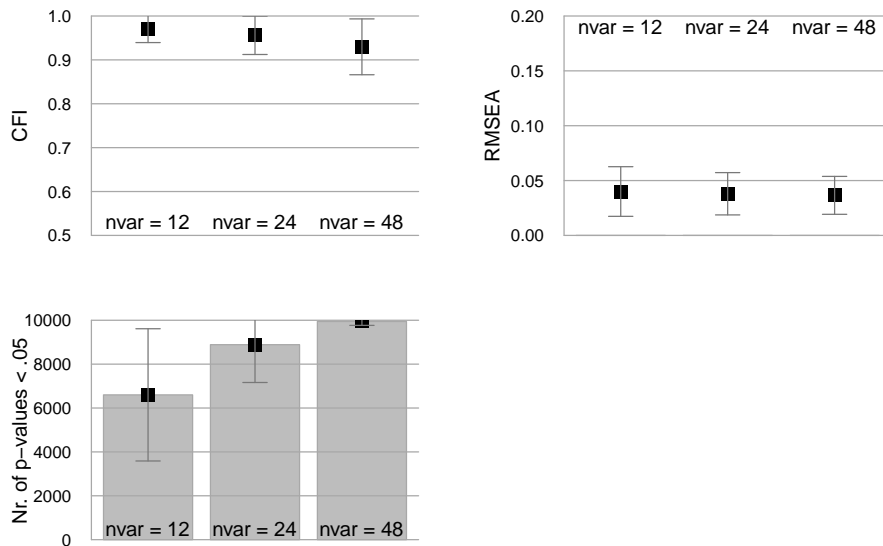 CFI
1.0
0.9
0.8
0.7
0.6
0.5
nvar = 12 nvar = 24 nvar = 48
RMSEA
0.20
0.15
0.10
0.05
0.00
nvar = 12 nvar = 24 nvar = 48
Nr. of p−values < .05
10000
8000
6000
4000
2000
0
nvar = 12 nvar = 24 nvar = 48